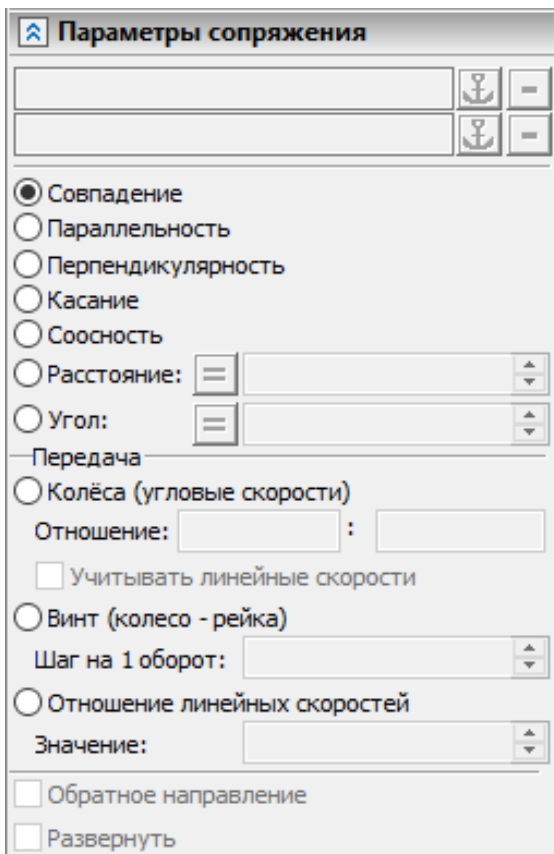 Параметры сопряжения
Совпадение
Параллельность
Перпендикулярность
Касание
Соосность
Расстояние: =
Угол: =
Передача
Колёса (угловые скорости)
Отношение: :
Учитывать линейные скорости
Винт (колесо - рейка)
Шаг на 1 оборот:
Отношение линейных скоростей
Значение:
Обратное направление
Развернуть